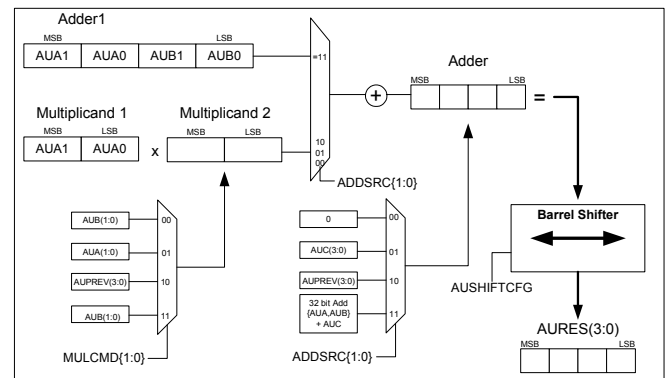 Adder1
MSB LSB
AUA1 AUA0 AUB1 AUB0
=11
Adder
MSB LSB
+
=
Multiplicand 1 Multiplicand 2
MSB LSB MSB LSB
AUA1 AUA0 x
10
01
00
ADDSRC{1:0}
AUB(1:0) 00
AUA(1:0) 01
AUPREV(3:0) 10
AUB(1:0) 11
MULCMD{1:0}
0 00
AUC(3:0) 01
AUPREV(3:0) 10
32 bit Add
{AUA,AUB}
+ AUC
11
ADDSRC{1:0}
Barrel Shifter
AUSHIFTCFG
AURES(3:0)
MSB LSB